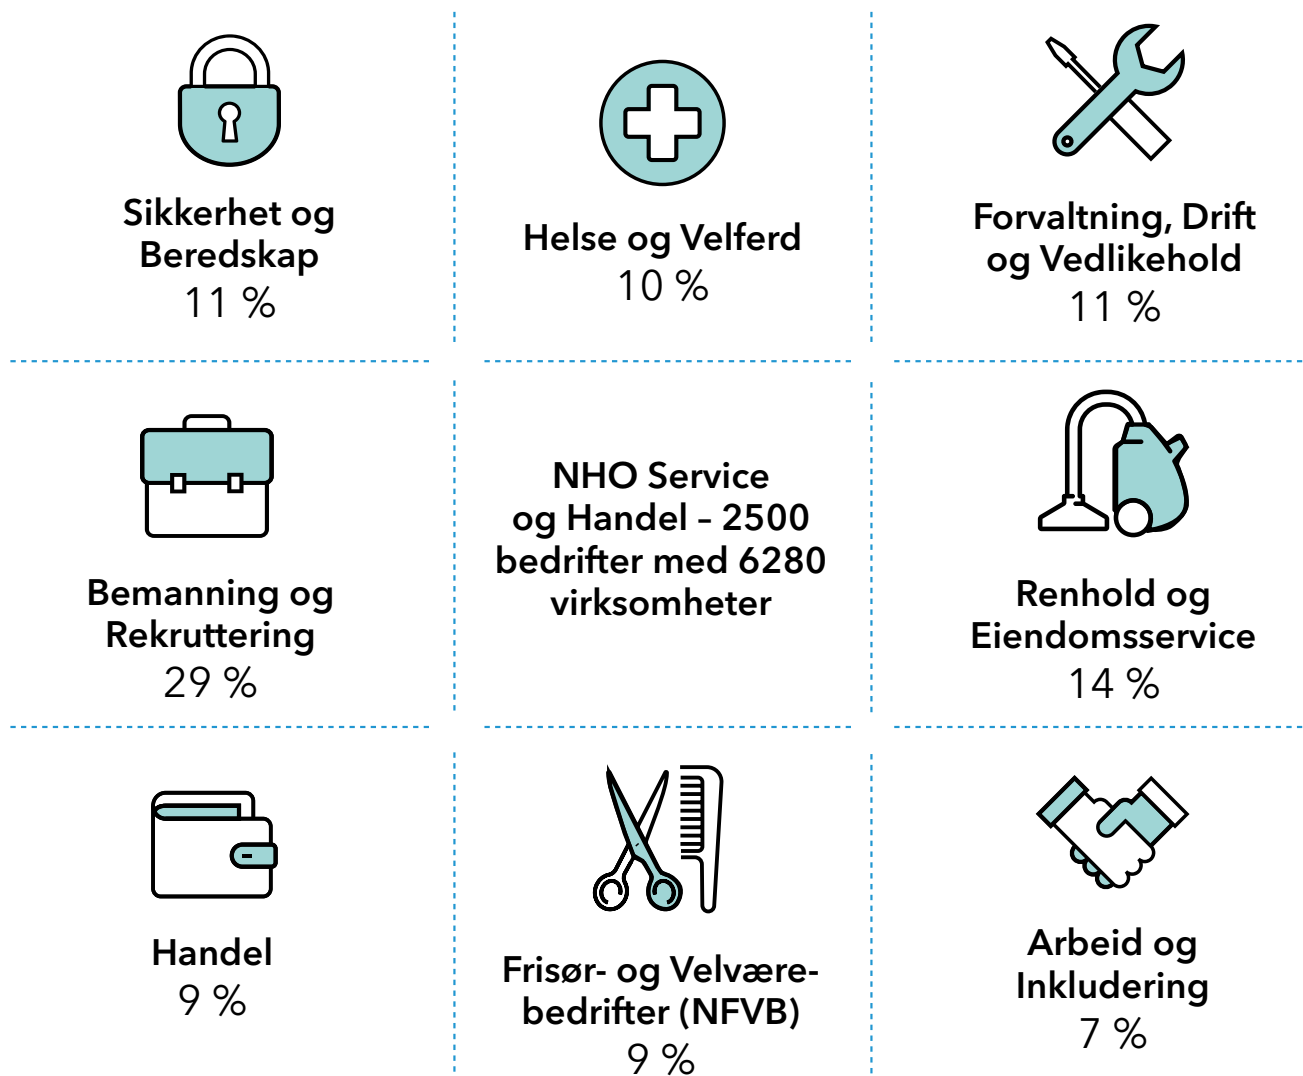 Sikkerhet og
Beredskap
11 %
Helse og Velferd
10 %
Forvaltning, Drift
og Vedlikehold
11 %
Bemanning og
Rekruttering
29 %
NHO Service
og Handel – 2500
bedrifter med 6280
virksomheter
Renhold og
Eiendomsservice
14 %
Handel
9 %
Frisør- og Velvære-
bedrifter (NFVB)
9 %
Arbeid og
Inkludering
7 %